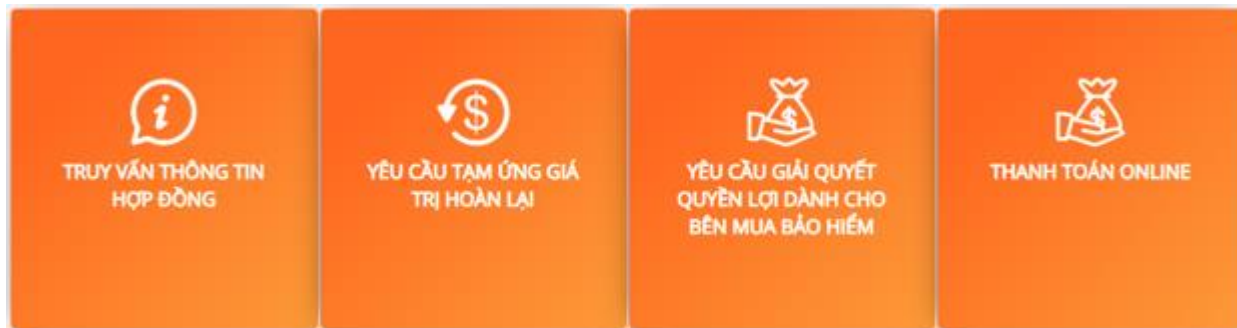 TRUY VẤN THÔNG TIN
HỢP ĐỒNG
YÊU CẦU TẠM ỨNG GIÁ
TRỊ HOÀN LẠI
YÊU CẦU GIẢI QUYẾT
QUYỀN LỢI DÀNH CHO
BÊN MUA BẢO HIỂM
THANH TOÁN ONLINE